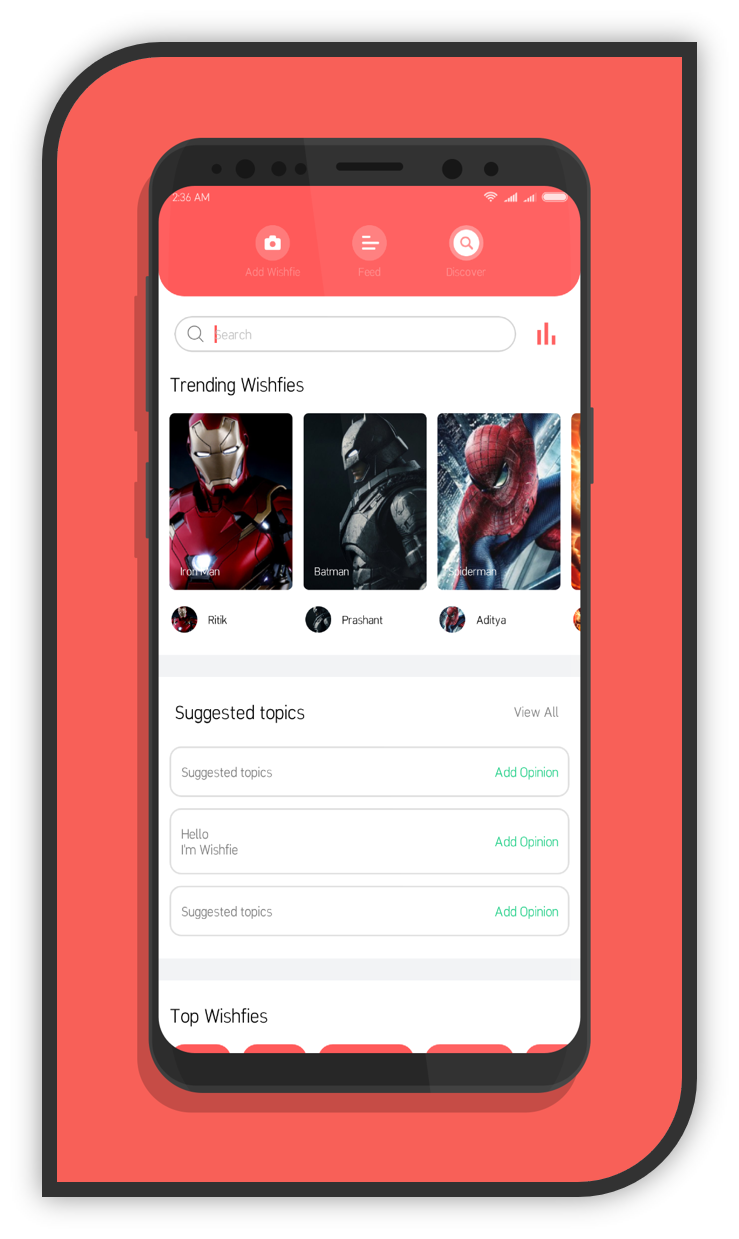 2:36 AM
Add Wishfie
Feed
Discover
Search
Trending Wishfies
Iron Man
Batman
Spiderman
Ritik
Prashant
Aditya
Suggested topics
View All
Suggested topics
Add Opinion
Hello
I'm Wishfie
Add Opinion
Suggested topics
Add Opinion
Top Wishfies